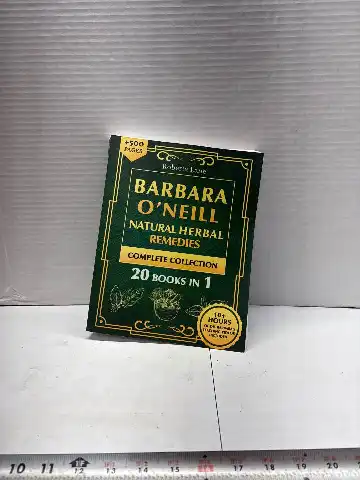 +500
PAGES
Roberta Lane
BARBARA
O'NEILL
NATURAL HERBAL
REMEDIES
COMPLETE COLLECTION
20 BOOKS IN 1
10+
HOURS
10 11 12 13 14 15 17 18 19 20